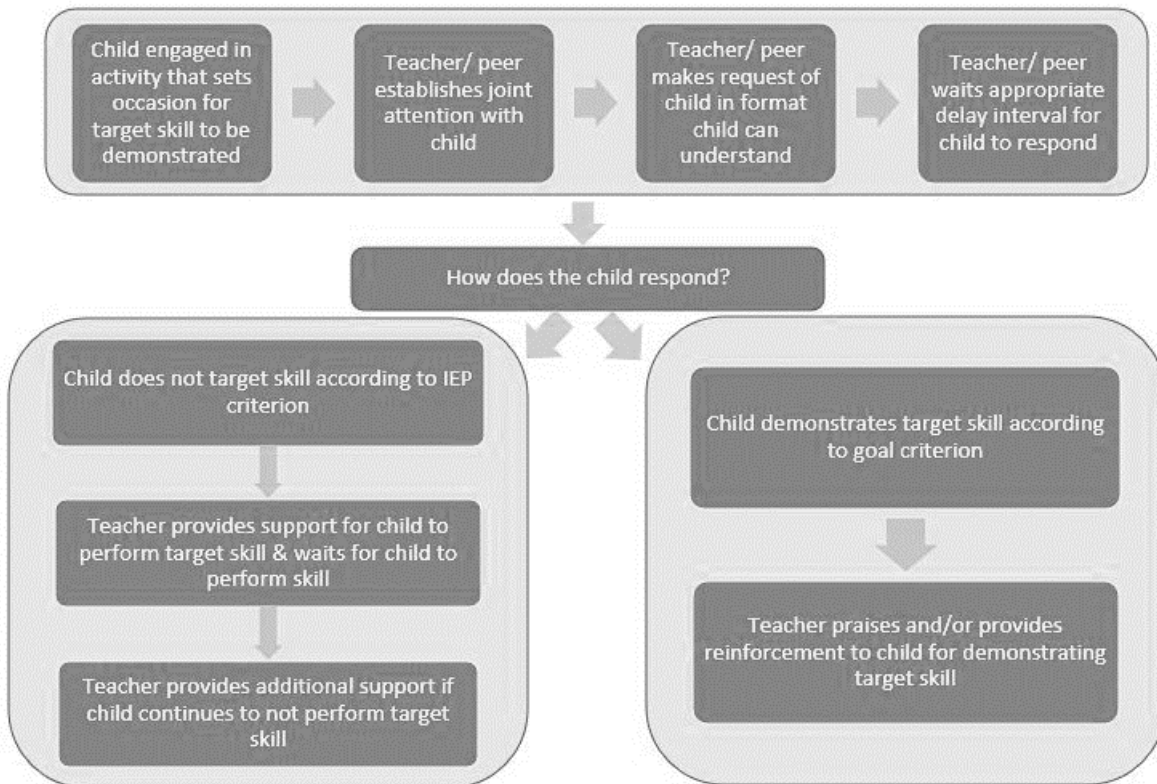 Child engaged in
activity that sets
occasion for
target skill to be
demonstrated
Teacher/ peer
establishes joint
attention with
child
Teacher/ peer
makes request of
child in format
child can
understand
Teacher/ peer
waits appropriate
delay interval for
child to respond
How does the child respond?
Child does not target skill according to IEP
criterion
Teacher provides support for child to
perform target skill & waits for child to
perform skill
Teacher provides additional support if
child continues to not perform target
skill
Child demonstrates target skill according
to goal criterion
Teacher praises and/or provides
reinforcement to child for demonstrating
target skill